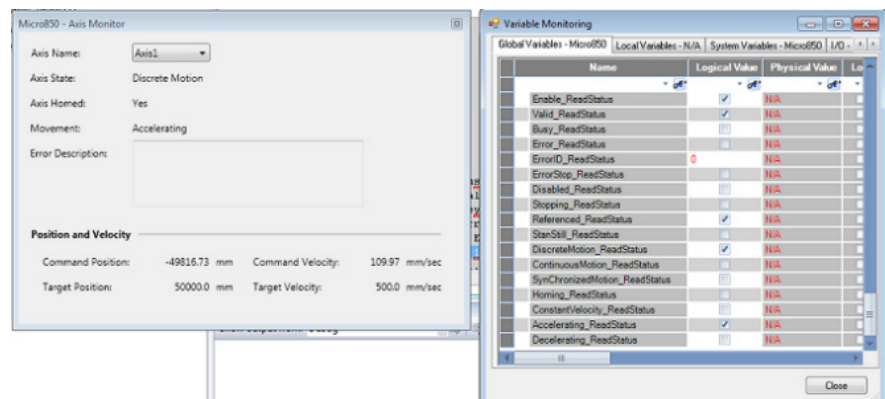 Micro850 - Axis Monitor
Axis Name: Axis1
Axis State: Discrete Motion
Axis Homed: Yes
Movement: Accelerating
Error Description:
Position and Velocity
Command Position: -49816.73 mm Command Velocity: 109.97 mm/sec
Target Position: 50000.0 mm Target Velocity: 500.0 mm/sec
Variable Monitoring
Global Variables - Micro850 Local Variables - N/A System Variables - Micro850 I/O -
Name Logical Value Physical Value Lo
Enable_ReadStatus N/A
Valid_ReadStatus N/A
Busy_ReadStatus N/A
Error_ReadStatus N/A
ErrorID_ReadStatus 0 N/A
ErrorStop_ReadStatus N/A
Disabled_ReadStatus N/A
Stopping_ReadStatus N/A
Referenced_ReadStatus N/A
StanStill_ReadStatus N/A
DiscreteMotion_ReadStatus N/A
ContinuousMotion_ReadStatus N/A
SynChronizedMotion_ReadStatus N/A
Homing_ReadStatus N/A
ConstantVelocity_ReadStatus N/A
Accelerating_ReadStatus N/A
Decelerating_ReadStatus N/A
Close